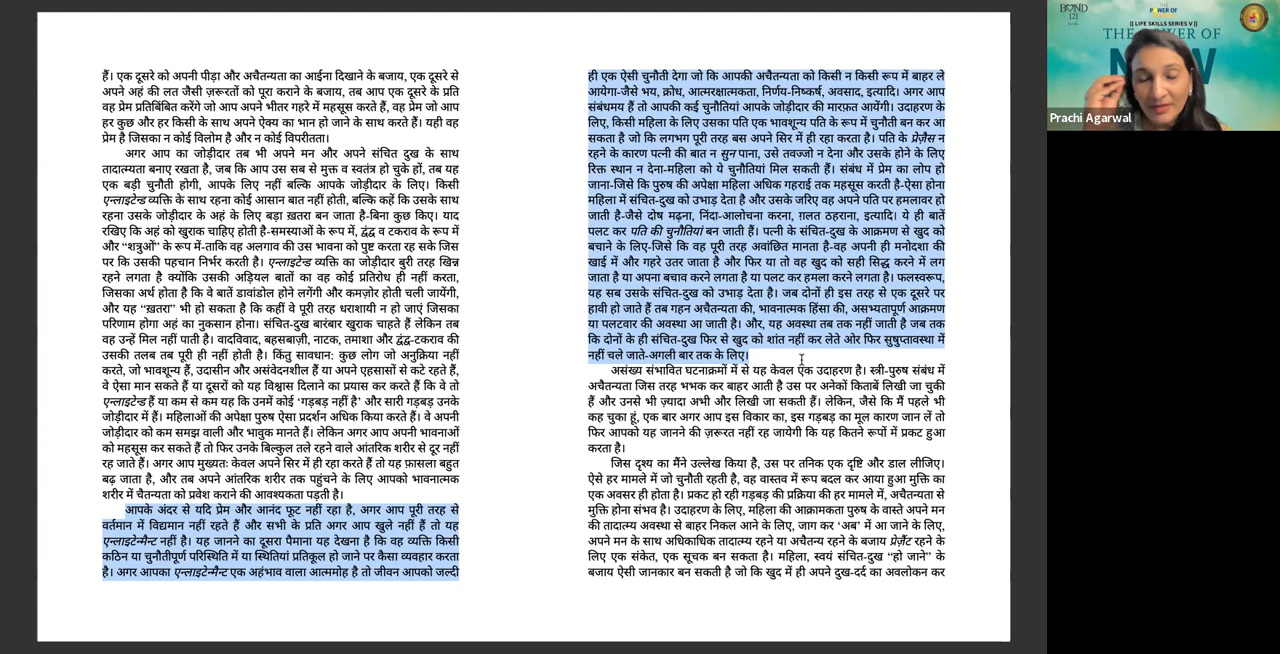 हैं। एक दूसरे को अपनी पीड़ा और अचैतन्यता का आईना दिखाने के बजाय, एक दूसरे से
अपने अहं की लत जैसी ज़रूरतों को पूरा कराने के बजाय, तब आप एक दूसरे के प्रति
वह प्रेम प्रतिबिंबित करेंगे जो आप अपने भीतर गहरे में महसूस करते हैं, वह प्रेम जो आप
हर कुछ और हर किसी के साथ अपने ऐक्य का भान हो जाने के साथ करते हैं। यही वह
प्रेम है जिसका न कोई विलोम है और न कोई विपरीतता।
अगर आप का जोड़ीदार तब भी अपने मन और अपने संचित दुख के साथ
तादात्म्यता बनाए रखता है, जब कि आप उस सब से मुक्त व स्वतंत्र हो चुके हों, तब यह
एक बड़ी चुनौती होगी, आपके लिए नहीं बल्कि आपके जोड़ीदार के लिए। किसी
एन्लाइटेन्ड व्यक्ति के साथ रहना कोई आसान बात नहीं होती, बल्कि कहें कि उसके साथ
रहना उसके जोड़ीदार के अहं के लिए बड़ा ख़तरा बन जाता है-बिना कुछ किए। याद
रखिए कि अहं को खुराक चाहिए होती है-समस्याओं के रूप में, द्वंद्व व टकराव के रूप में
और “शत्रुओं” के रूप में-ताकि वह अलगाव की उस भावना को पुष्ट करता रह सके जिस
पर कि उसकी पहचान निर्भर करती है। एन्लाइटेन्ड व्यक्ति का जोड़ीदार बुरी तरह खिन्न
रहने लगता है क्योंकि उसकी अड़ियल बातों का वह कोई प्रतिरोध ही नहीं करता,
जिसका अर्थ होता है कि वे बातें डावांडोल होने लगेंगी और कमज़ोर होती चली जायेंगी,
और यह “ख़तरा” भी हो सकता है कि कहीं वे पूरी तरह धराशायी न हो जाएं जिसका
परिणाम होगा अहं का नुकसान होना। संचित-दुख बारंबार खुराक चाहते हैं लेकिन तब
वह उन्हें मिल नहीं पाती है। वादविवाद, बहसबाज़ी, नाटक, तमाशा और द्वंद्व-टकराव की
उसकी तलब तब पूरी ही नहीं होती है। किंतु सावधान: कुछ लोग जो अनुक्रिया नहीं
करते, जो भावशून्य हैं, उदासीन और असंवेदनशील हैं या अपने एहसासों से कटे रहते हैं,
वे ऐसा मान सकते हैं या दूसरों को यह विश्वास दिलाने का प्रयास कर करते हैं कि वे तो
एन्लाइटेन्ड हैं या कम से कम यह कि उनमें कोई ‘गड़बड़ नहीं है’ और सारी गड़बड़ उनके
जोड़ीदार में हैं। महिलाओं की अपेक्षा पुरुष ऐसा प्रदर्शन अधिक किया करते हैं। वे अपनी
जोड़ीदार को कम समझ वाली और भावुक मानते हैं। लेकिन अगर आप अपनी भावनाओं
को महसूस कर सकते हैं तो फिर उनके बिल्कुल तले रहने वाले आंतरिक शरीर से दूर नहीं
रह जाते हैं। अगर आप मुख्यत: केवल अपने सिर में ही रहा करते हैं तो यह फ़ासला बहुत
बढ़ जाता है, और तब अपने आंतरिक शरीर तक पहुंचने के लिए आपको भावनात्मक
शरीर में चैतन्यता को प्रवेश कराने की आवश्यकता पड़ती है।
आपके अंदर से यदि प्रेम और आनंद फूट नहीं रहा है, अगर आप पूरी तरह से
वर्तमान में विद्यमान नहीं रहते हैं और सभी के प्रति अगर आप खुले नहीं हैं तो यह
एन्लाइटेन्मैन्ट नहीं है। यह जानने का दूसरा पैमाना यह देखना है कि वह व्यक्ति किसी
कठिन या चुनौतीपूर्ण परिस्थिति में या स्थितियां प्रतिकूल हो जाने पर कैसा व्यवहार करता
है। अगर आपका एन्लाइटेन्मैन्ट एक अहंभाव वाला आत्ममोह है तो जीवन आपको जल्दी
ही एक ऐसी चुनौती देगा जो कि आपकी अचैतन्यता को किसी न किसी रूप में बाहर ले
आयेगा-जैसे भय, क्रोध, आत्मरक्षात्मकता, निर्णय-निष्कर्ष, अवसाद, इत्यादि। अगर आप
संबंधमय हैं तो आपकी कई चुनौतियां आपके जोड़ीदार की मारफ़त आयेंगी। उदाहरण के
लिए, किसी महिला के लिए उसका पति एक भावशून्य पति के रूप में चुनौती बन कर आ
सकता है जो कि लगभग पूरी तरह बस अपने सिर में ही रहा करता है। पति के प्रेज़ैंस न
रहने के कारण पत्नी की बात न सुन पाना, उसे तवज्जो न देना और उसके होने के लिए
रिक्त स्थान न देना-महिला को ये चुनौतियां मिल सकती हैं। संबंध में प्रेम का लोप हो
जाना-जिसे कि पुरुष की अपेक्षा महिला अधिक गहराई तक महसूस करती है-ऐसा होना
महिला में संचित-दुख को उभाड़ देता है और उसके जरिए वह अपने पति पर हमलावर हो
जाती है-जैसे दोष मढ़ना, निंदा-आलोचना करना, ग़लत ठहराना, इत्यादि। ये ही बातें
पलट कर पति की चुनौतियां बन जाती हैं। पत्नी के संचित-दुख के आक्रमण से खुद को
बचाने के लिए-जिसे कि वह पूरी तरह अवांछित मानता है-वह अपनी ही मनोदशा की
खाई में और गहरे उतर जाता है और फिर या तो वह खुद को सही सिद्ध करने में लग
जाता है या अपना बचाव करने लगता है या पलट कर हमला करने लगता है। फलस्वरूप,
यह सब उसके संचित-दुख को उभाड़ देता है। जब दोनों ही इस तरह से एक दूसरे पर
हावी हो जाते हैं तब गहन अचैतन्यता की, भावनात्मक हिंसा की, असभ्यतापूर्ण आक्रमण
या पलटवार की अवस्था आ जाती है। और, यह अवस्था तब तक नहीं जाती है जब तक
कि दोनों के ही संचित-दुख फिर से खुद को शांत नहीं कर लेते ओर फिर सुषुप्तावस्था में
नहीं चले जाते-अगली बार तक के लिए।
असंख्य संभावित घटनाक्रमों में से यह केवल एक उदाहरण है। स्त्री-पुरुष संबंध में
अचैतन्यता जिस तरह भभक कर बाहर आती है उस पर अनेकों किताबें लिखी जा चुकी
हैं और उनसे भी ज़्यादा अभी और लिखी जा सकती हैं। लेकिन, जैसे कि मैं पहले भी
कह चुका हूं, एक बार अगर आप इस विकार का, इस गड़बड़ का मूल कारण जान लें तो
फिर आपको यह जानने की ज़रूरत नहीं रह जायेगी कि यह कितने रूपों में प्रकट हुआ
करता है।
जिस दृश्य का मैंने उल्लेख किया है, उस पर तनिक एक दृष्टि और डाल लीजिए।
ऐसे हर मामले में जो चुनौती रहती है, वह वास्तव में रूप बदल कर आया हुआ मुक्ति का
एक अवसर ही होता है। प्रकट हो रही गड़बड़ की प्रक्रिया की हर मामले में, अचैतन्यता से
मुक्ति होना संभव है। उदाहरण के लिए, महिला की आक्रामकता पुरुष के वास्ते अपने मन
की तादात्म्य अवस्था से बाहर निकल आने के लिए, जाग कर ‘अब’ में आ जाने के लिए,
अपने मन के साथ अधिकाधिक तादात्म्य रहने या अचैतन्य रहने के बजाय प्रेज़ैंट रहने के
लिए एक संकेत, एक सूचक बन सकता है। महिला, स्वयं संचित-दुख “हो जाने” के
बजाय ऐसी जानकार बन सकती है जो कि खुद में ही अपने दुख-दर्द का अवलोकन कर
BOND
121
THE
POWER OF
|| LIFE SKILLS SERIES V ||
THE POWER OF
Prachi Agarwal